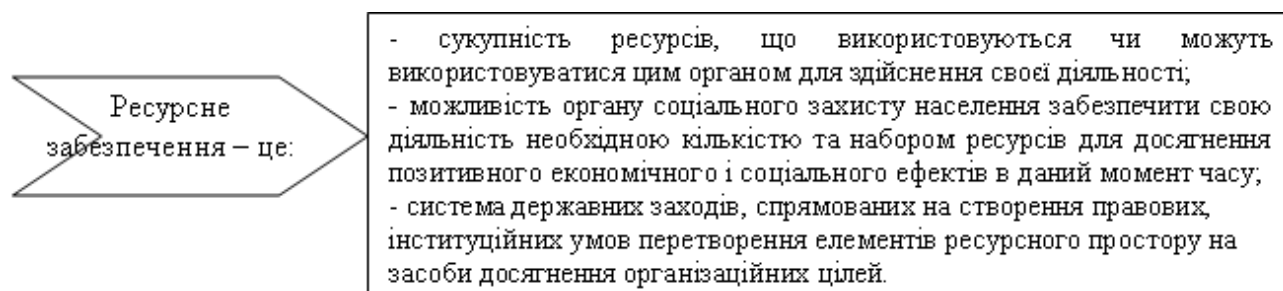 Ресурсне
забезпечення – це:
- сукупність ресурсів, що використовуються чи можуть
використовуватися цим органом для здійснення своєї діяльності;
- можливість органу соціального захисту населення забезпечити свою
діяльність необхідною кількістю та набором ресурсів для досягнення
позитивного економічного і соціального ефектів в даний момент часу;
- система державних заходів, спрямованих на створення правових,
інституційних умов перетворення елементів ресурсного простору на
засоби досягнення організаційних цілей.